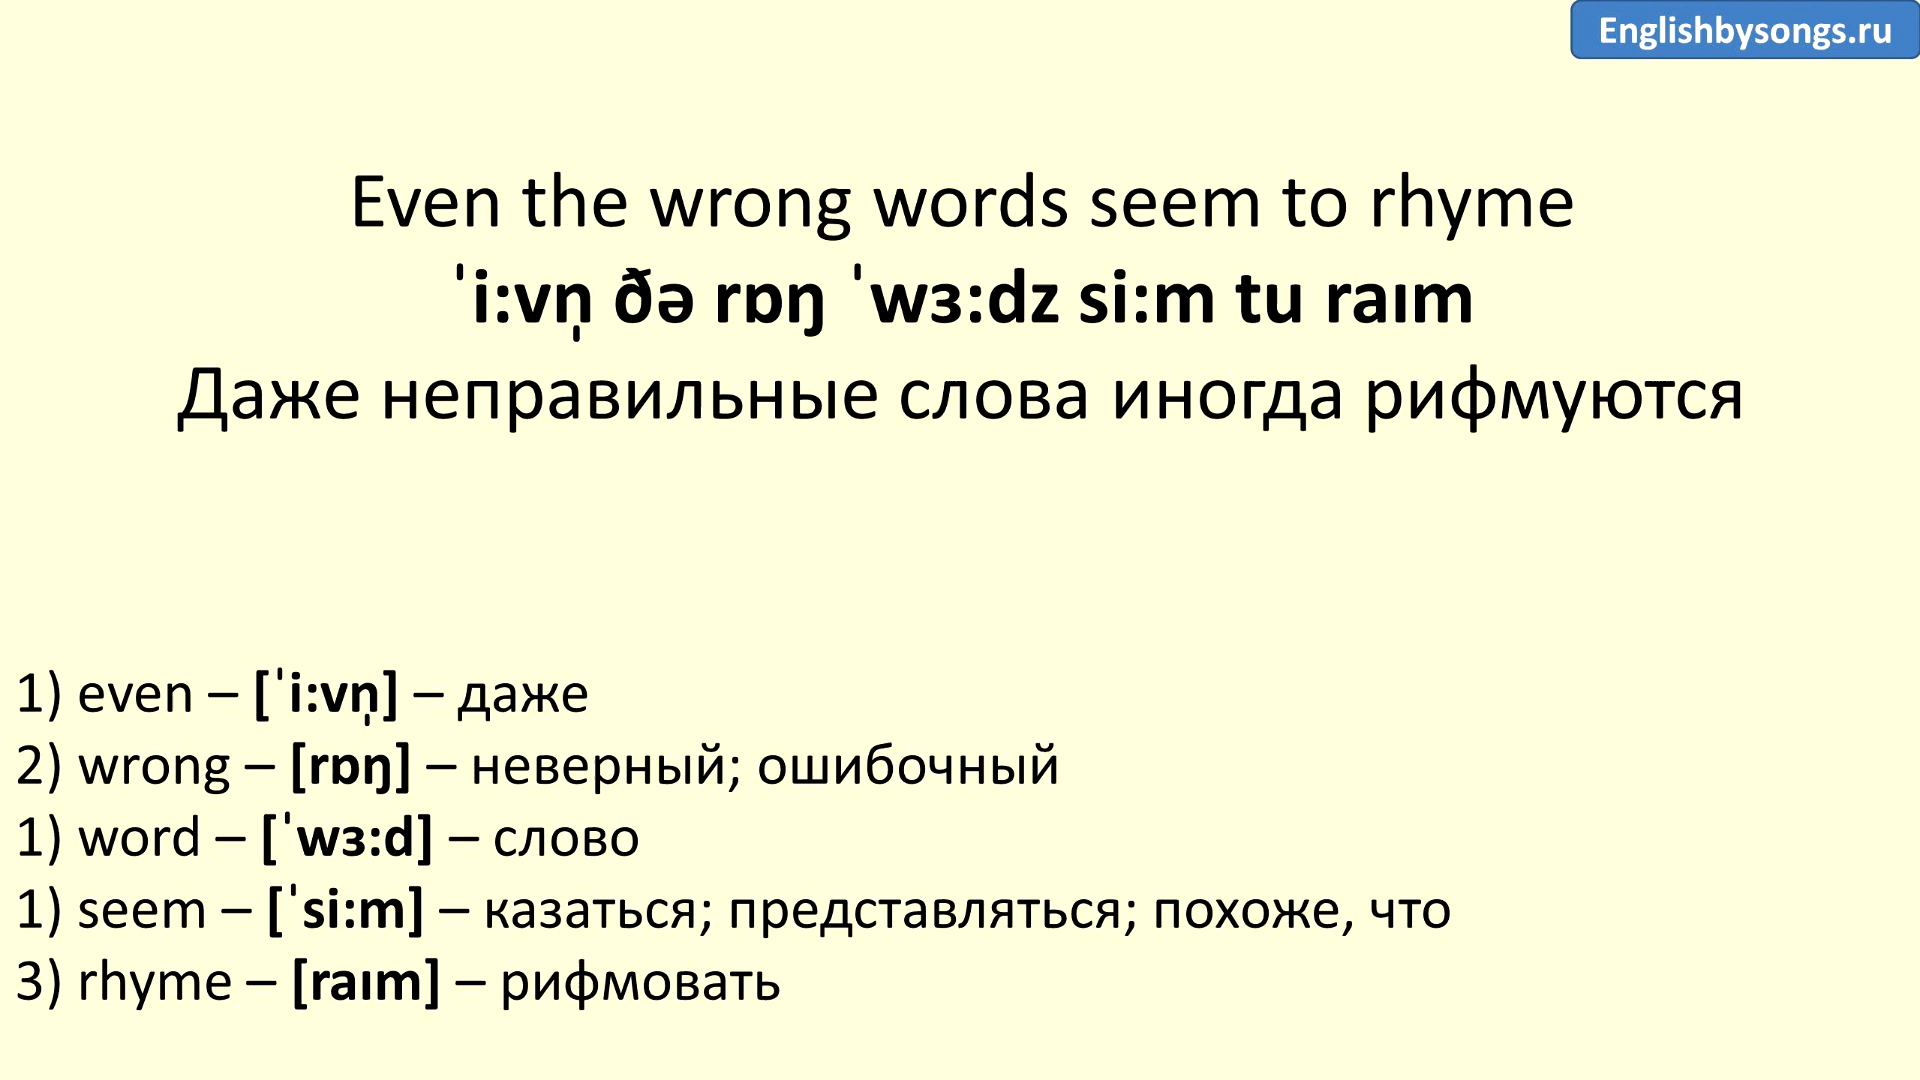 Englishbysongs.ru
Even the wrong words seem to rhyme
ˈi:vn̩ ðə rɒŋ ˈwɜ:dz si:m tu raɪm
Даже неправильные слова иногда рифмуются
1) even – [ˈi:vn̩] – даже
2) wrong – [rɒŋ] – неверный; ошибочный
1) word – [ˈwɜ:d] – слово
1) seem – [ˈsi:m] – казаться; представляться; похоже, что
3) rhyme – [raɪm] – рифмовать